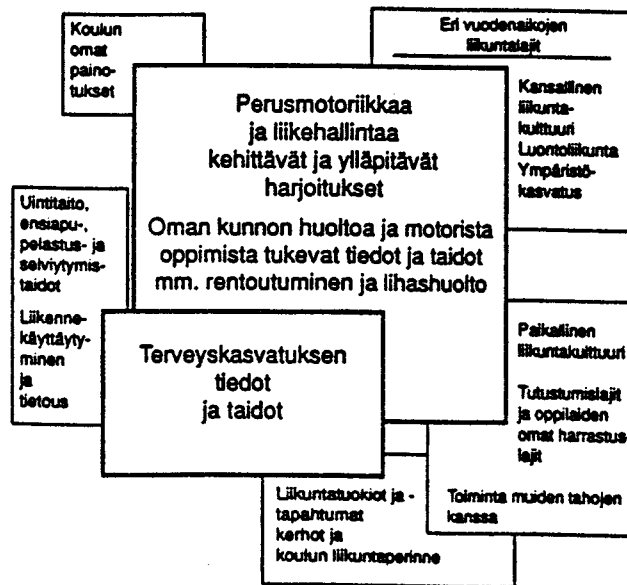 Koulun
omat
paino-
tukset
Eri vuodenaikojen
liikuntalajit
Kansallinen
liikunta-
kulttuuri
Luontoliikunta
Ympäristö-
kasvatus
Perusmotoriikkaa
ja liikehallintaa
kehittävät ja ylläpitävät
harjoitukset
Oman kunnon huoltoa ja motorista
oppimista tukevat tiedot ja taidot
mm. rentoutuminen ja lihashuolto
Uintitaito,
ensiapu-,
pelastus- ja
selviytymis-
taidot
Liikenne-
käyttäyty-
minen
ja
tietous
Terveyskasvatuksen
tiedot
ja taidot
Paikallinen
liikuntakulttuuri
Tutustumislajit
ja oppilaiden
omat harrastus-
lajit
Toiminta muiden tahojen
kanssa
Liikuntatuokiot ja -
tapahtumat
kerhot ja
koulun liikuntaperinne